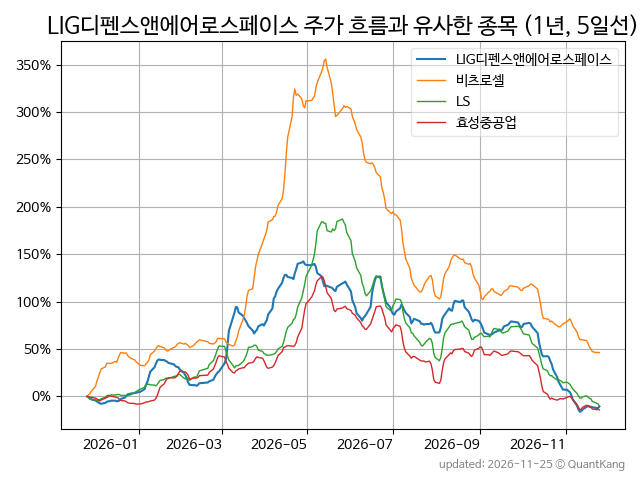 LIG디펜스앤에어로스페이스 주가 흐름과 유사한 종목 (1년, 5일선)
LIG디펜스앤에어로스페이스
비츠로셀
LS
효성중공업
350%
300%
250%
200%
150%
100%
50%
0%
2026-01 2026-03 2026-05 2026-07 2026-09 2026-11
updated: 2026-11-25 © QuantKang